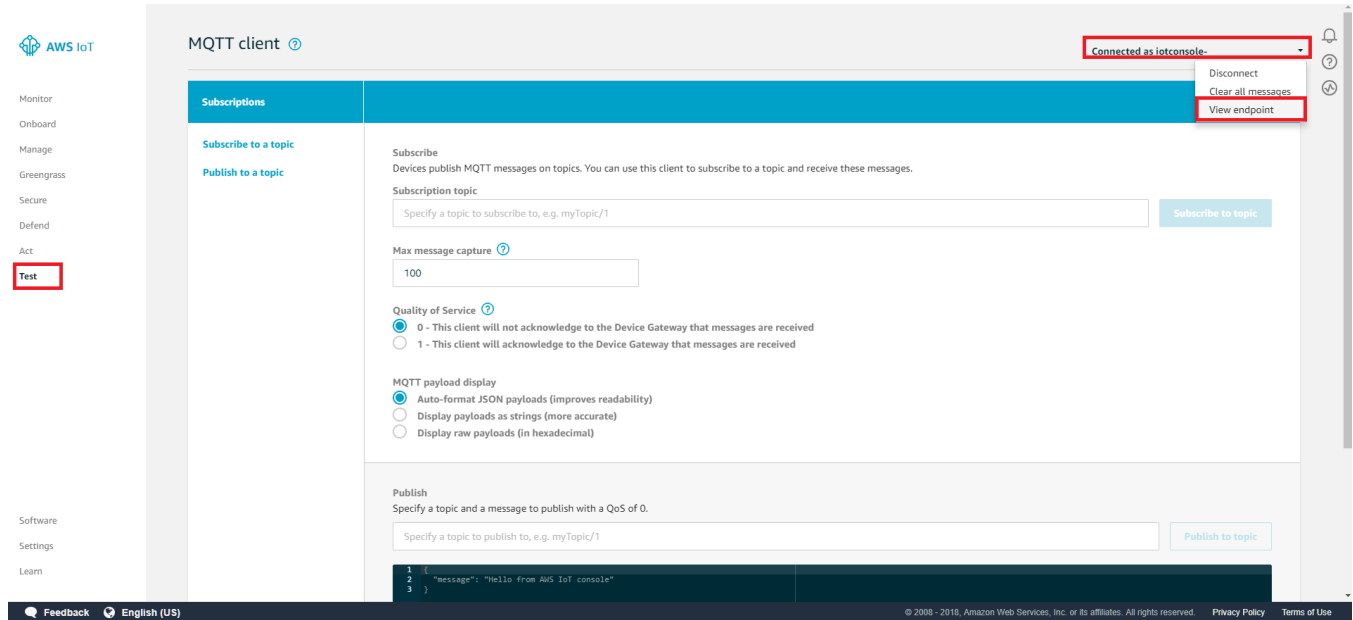 AWS IoT
MQTT client ?
Connected as iotconsole-
Disconnect
Clear all messages
View endpoint
Monitor
Onboard
Manage
Greengrass
Secure
Defend
Act
Test
Software
Settings
Learn
Subscriptions
Subscribe to a topic
Publish to a topic
Subscribe
Devices publish MQTT messages on topics. You can use this client to subscribe to a topic and receive these messages.
Subscription topic
Specify a topic to subscribe to, e.g. myTopic/1
Subscribe to topic
Max message capture ?
100
Quality of Service ?
0 - This client will not acknowledge to the Device Gateway that messages are received
1 - This client will acknowledge to the Device Gateway that messages are received
MQTT payload display
Auto-format JSON payloads (improves readability)
Display payloads as strings (more accurate)
Display raw payloads (in hexadecimal)
Publish
Specify a topic and a message to publish with a QoS of 0.
Specify a topic to publish to, e.g. myTopic/1
Publish to topic
1 {
2 "message": "Hello from AWS IoT console"
3 }
Feedback English (US)
© 2008 - 2018, Amazon Web Services, Inc. or its affiliates. All rights reserved. Privacy Policy Terms of Use